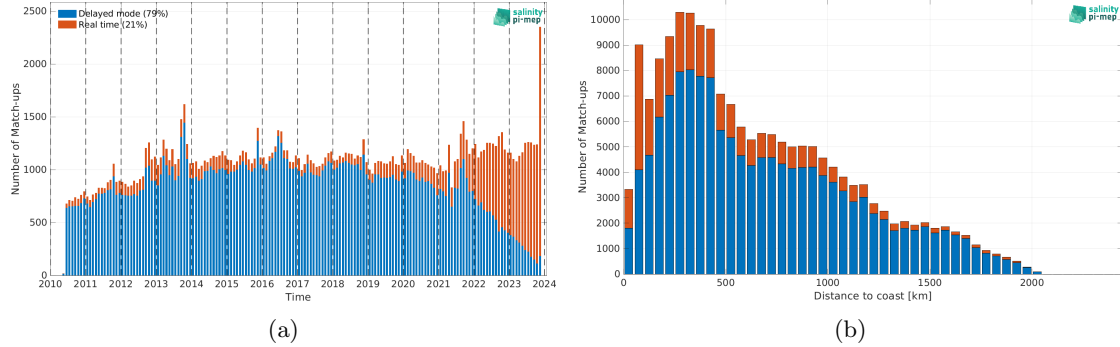 Delayed mode (79%)
Real time (21%)
salinity
pi-mep
Number of Match-ups
2500
2000
1500
1000
500
0
2010 2011 2012 2013 2014 2015 2016 2017 2018 2019 2020 2021 2022 2023 2024
Time
(a)
salinity
pi-mep
Number of Match-ups
10000
9000
8000
7000
6000
5000
4000
3000
2000
1000
0
0 500 1000 1500 2000
Distance to coast [km]
(b)